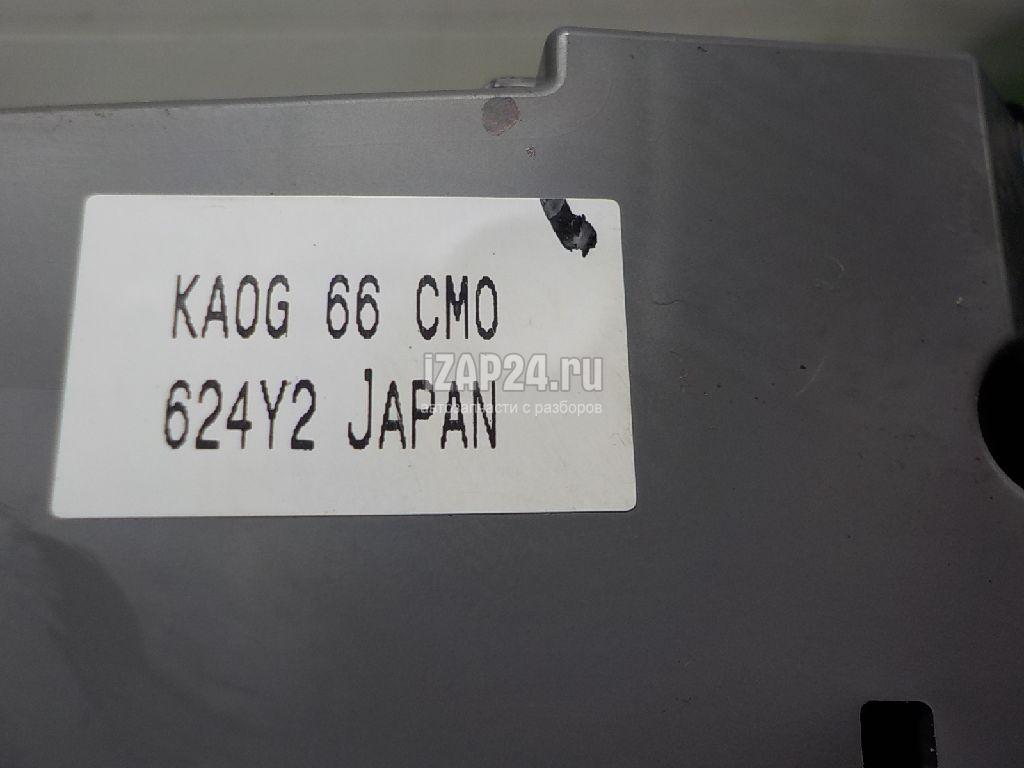 KA0G 66 CM0
624Y2 JAPAN
iZAP24.ru
автозапчасти с разборов